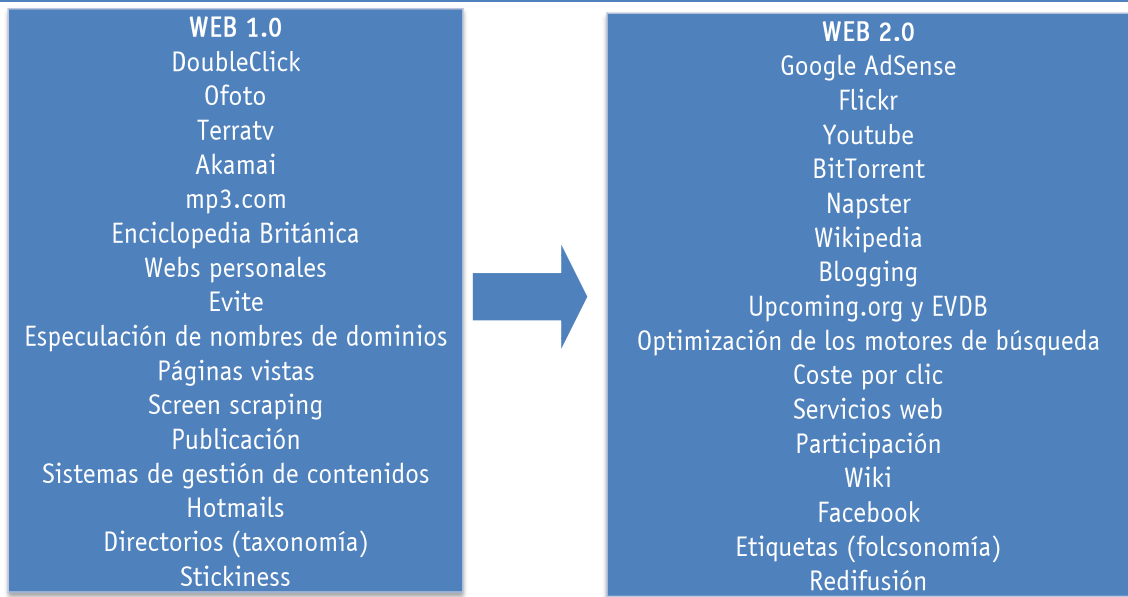 WEB 1.0
DoubleClick
Ofoto
Terratv
Akamai
mp3.com
Enciclopedia Británica
Webs personales
Evite
Especulación de nombres de dominios
Páginas vistas
Screen scraping
Publicación
Sistemas de gestión de contenidos
Hotmails
Directorios (taxonomía)
Stickiness
WEB 2.0
Google AdSense
Flickr
Youtube
BitTorrent
Napster
Wikipedia
Blogging
Upcoming.org y EVDB
Optimización de los motores de búsqueda
Coste por clic
Servicios web
Participación
Wiki
Facebook
Etiquetas (folcsonomía)
Redifusión